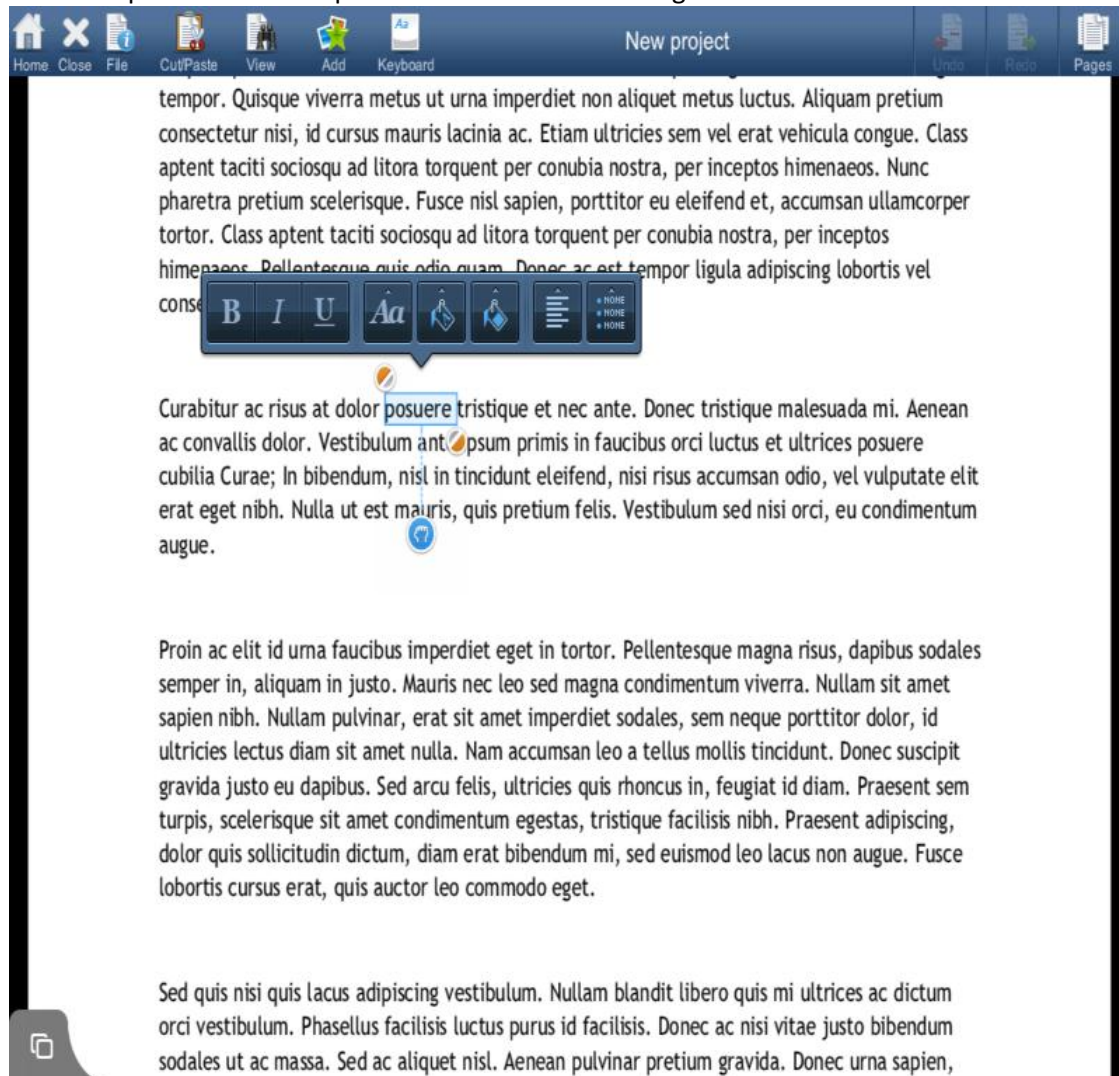 New project
Home Close File Cut/Paste View Add Keyboard Undo Redo Pages
tempor. Quisque viverra metus ut urna imperdiet non aliquet metus luctus. Aliquam pretium
consectetur nisi, id cursus mauris lacinia ac. Etiam ultricies sem vel erat vehicula congue. Class
aptent taciti sociosqu ad litora torquent per conubia nostra, per inceptos himenaeos. Nunc
pharetra pretium scelerisque. Fusce nisl sapien, porttitor eu eleifend et, accumsan ullamcorper
tortor. Class aptent taciti sociosqu ad litora torquent per conubia nostra, per inceptos
himenaeos. Pellentesque quis odio quam. Donec ac est tempor ligula adipiscing lobortis vel
conse
B I U Aa
NONE
NONE
NONE
Curabitur ac risus at dolor posuere tristique et nec ante. Donec tristique malesuada mi. Aenean
ac convallis dolor. Vestibulum ant psum primis in faucibus orci luctus et ultrices posuere
cubilia Curae; In bibendum, nisl in tincidunt eleifend, nisi risus accumsan odio, vel vulputate elit
erat eget nibh. Nulla ut est mauris, quis pretium felis. Vestibulum sed nisi orci, eu condimentum
augue.
Proin ac elit id urna faucibus imperdiet eget in tortor. Pellentesque magna risus, dapibus sodales
semper in, aliquam in justo. Mauris nec leo sed magna condimentum viverra. Nullam sit amet
sapien nibh. Nullam pulvinar, erat sit amet imperdiet sodales, sem neque porttitor dolor, id
ultricies lectus diam sit amet nulla. Nam accumsan leo a tellus mollis tincidunt. Donec suscipit
gravida justo eu dapibus. Sed arcu felis, ultricies quis rhoncus in, feugiat id diam. Praesent sem
turpis, scelerisque sit amet condimentum egestas, tristique facilisis nibh. Praesent adipiscing,
dolor quis sollicitudin dictum, diam erat bibendum mi, sed euismod leo lacus non augue. Fusce
lobortis cursus erat, quis auctor leo commodo eget.
Sed quis nisi quis lacus adipiscing vestibulum. Nullam blandit libero quis mi ultrices ac dictum
orci vestibulum. Phasellus facilisis luctus purus id facilisis. Donec ac nisi vitae justo bibendum
sodales ut ac massa. Sed ac aliquet nisl. Aenean pulvinar pretium gravida. Donec urna sapien,